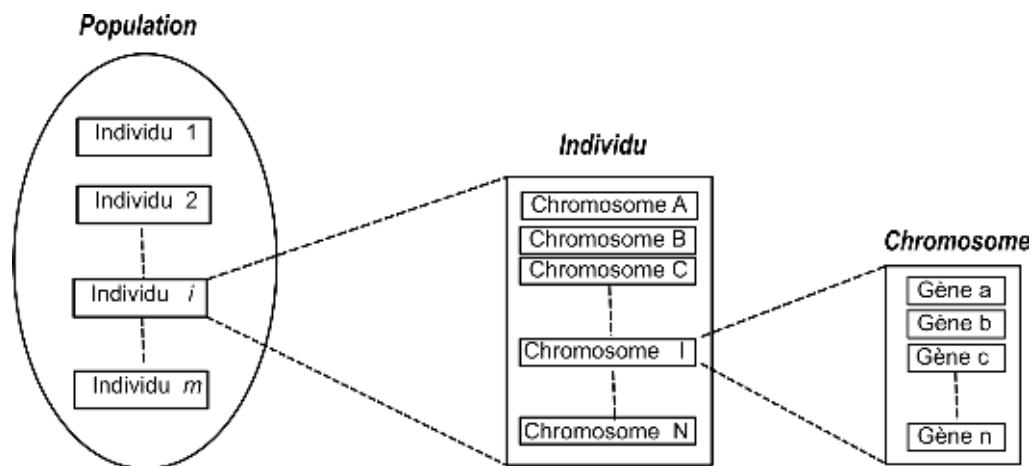 Population
Individu 1
Individu 2
Individu i
Individu m
Individu
Chromosome A
Chromosome B
Chromosome C
Chromosome I
Chromosome N
Chromosome
Gène a
Gène b
Gène c
Gène n